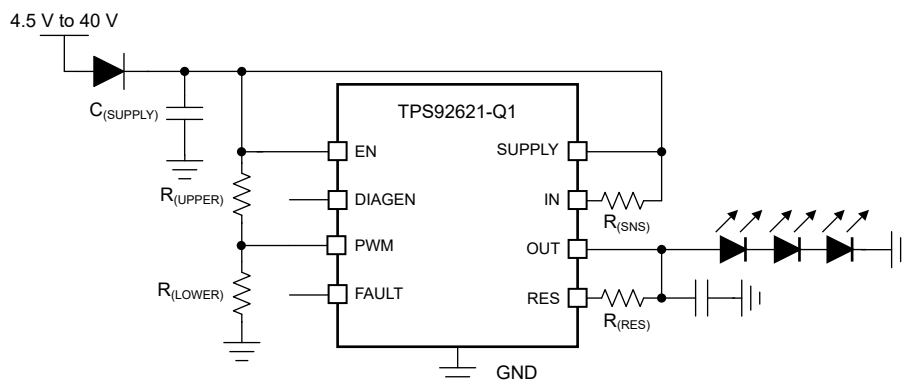 4.5 V to 40 V
C(SUPPLY)
TPS92621-Q1
EN
SUPPLY
R(UPPER)
DIAGEN
IN
R(SNS)
PWM
OUT
R(LOWER)
FAULT
RES
R(RES)
GND